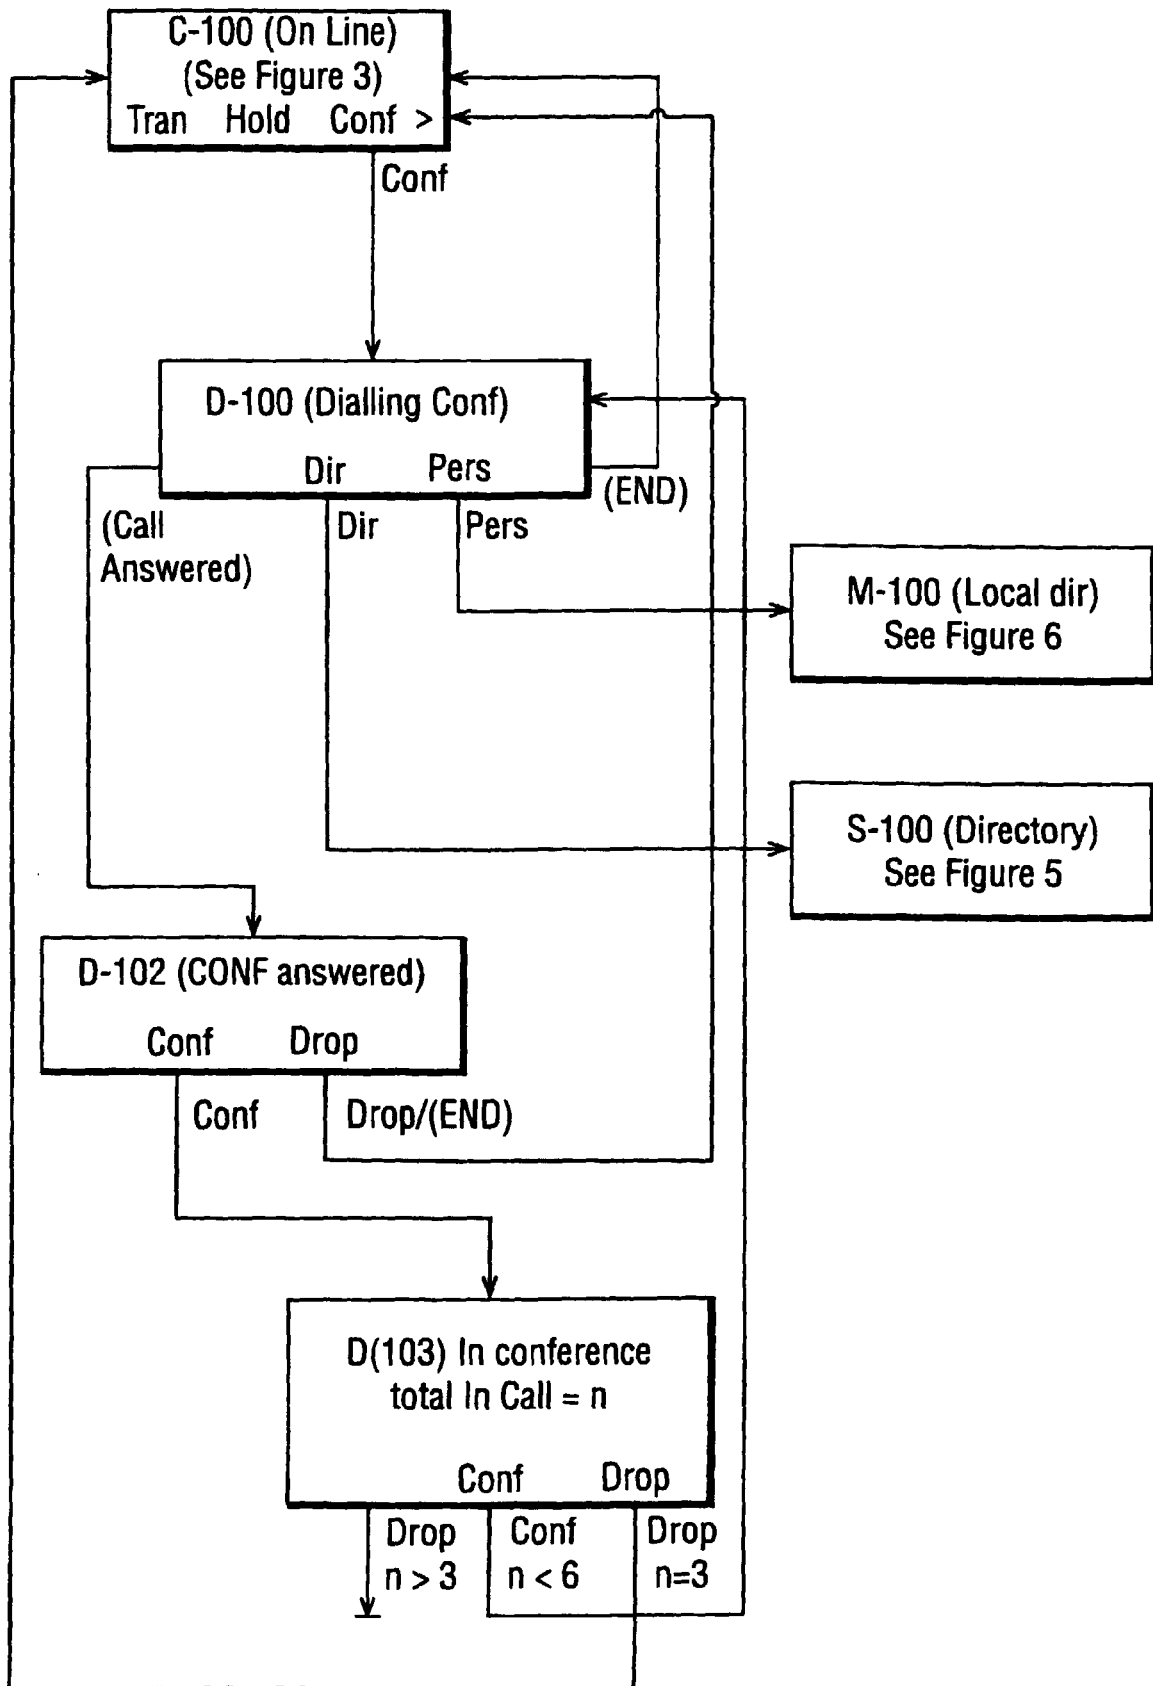 C-100 (On Line)
(See Figure 3)
Tran Hold Conf >
Conf
D-100 (Dialling Conf)
Dir Pers
(END)
(Call
Answered)
Dir
Pers
M-100 (Local dir)
See Figure 6
S-100 (Directory)
See Figure 5
D-102 (CONF answered)
Conf Drop
Conf
Drop/(END)
D(103) In conference
total In Call = n
Conf Drop
Drop
n > 3
Conf
n < 6
Drop
n=3